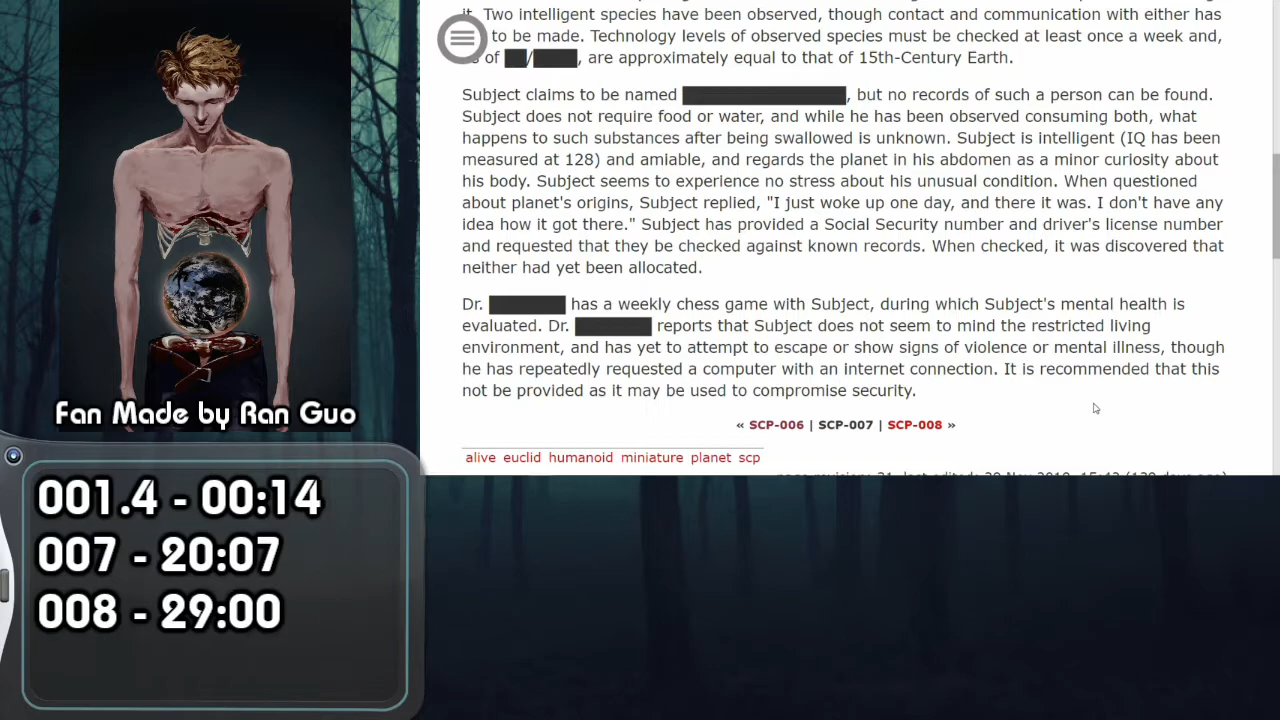 it. Two intelligent species have been observed, though contact and communication with either has
to be made. Technology levels of observed species must be checked at least once a week and,
of / , are approximately equal to that of 15th-Century Earth.
Subject claims to be named , but no records of such a person can be found.
Subject does not require food or water, and while he has been observed consuming both, what
happens to such substances after being swallowed is unknown. Subject is intelligent (IQ has been
measured at 128) and amiable, and regards the planet in his abdomen as a minor curiosity about
his body. Subject seems to experience no stress about his unusual condition. When questioned
about planet's origins, Subject replied, "I just woke up one day, and there it was. I don't have any
idea how it got there." Subject has provided a Social Security number and driver's license number
and requested that they be checked against known records. When checked, it was discovered that
neither had yet been allocated.
Dr. has a weekly chess game with Subject, during which Subject's mental health is
evaluated. Dr. reports that Subject does not seem to mind the restricted living
environment, and has yet to attempt to escape or show signs of violence or mental illness, though
he has repeatedly requested a computer with an internet connection. It is recommended that this
not be provided as it may be used to compromise security.
« SCP-006 | SCP-007 | SCP-008 »
alive euclid humanoid miniature planet scp
Fan Made by Ran Guo
001.4 - 00:14
007 - 20:07
008 - 29:00